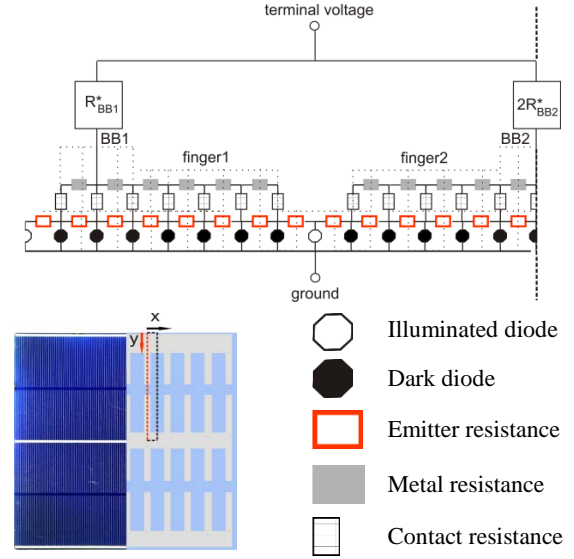 terminal voltage
R*BB1
2R*BB2
BB1
BB2
finger1
finger2
ground
x
y
Illuminated diode
Dark diode
Emitter resistance
Metal resistance
Contact resistance